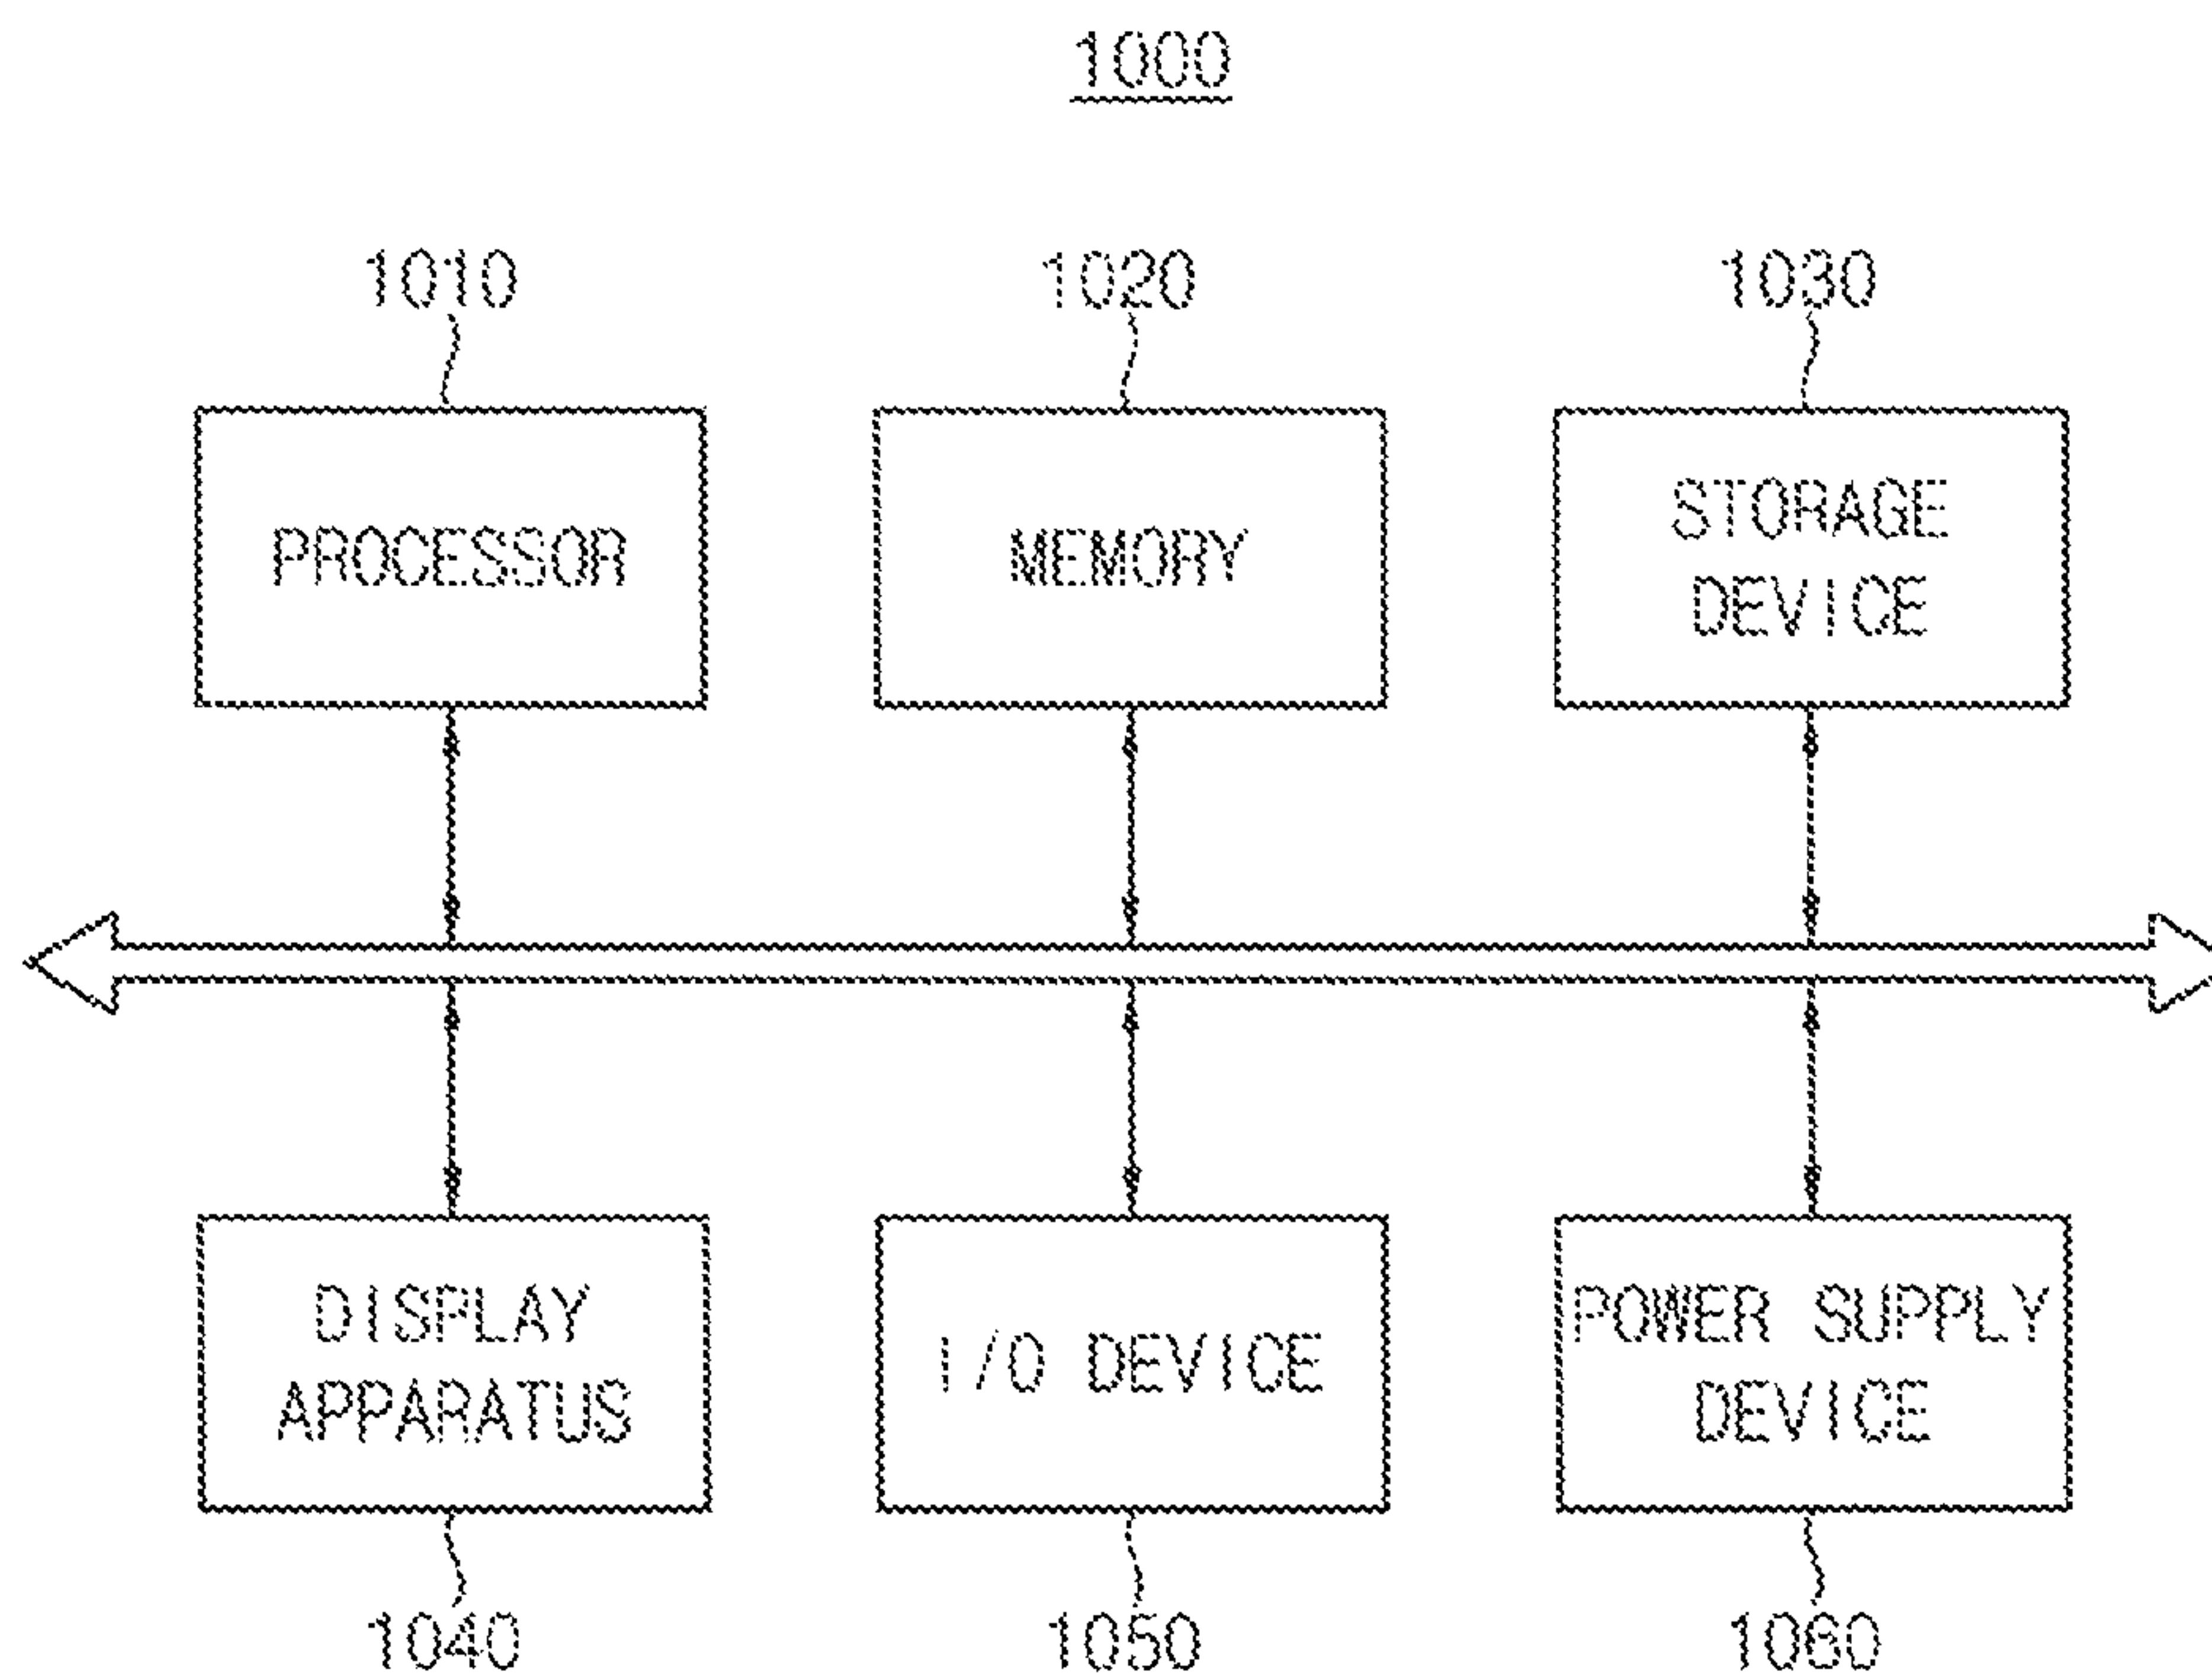 1000
1010 1020 1030
PROCESSOR
MEMORY
STORAGE
DEVICE
DISPLAY
APPARATUS
I/O DEVICE
POWER SUPPLY
DEVICE
1040 1050 1060